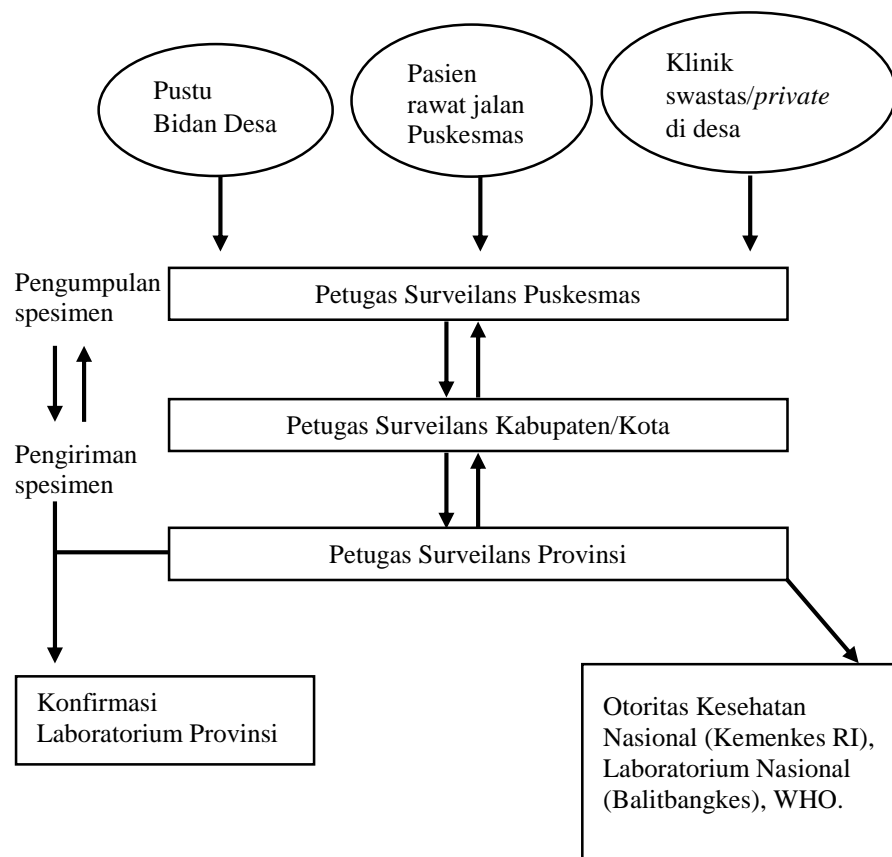 Pustu
Bidan Desa
Pasien
rawat jalan
Puskesmas
Klinik
swastas/private
di desa
Pengumpulan
spesimen
Petugas Surveilans Puskesmas
Petugas Surveilans Kabupaten/Kota
Pengiriman
spesimen
Petugas Surveilans Provinsi
Konfirmasi
Laboratorium Provinsi
Otoritas Kesehatan
Nasional (Kemenkes RI),
Laboratorium Nasional
(Balitbangkes), WHO.